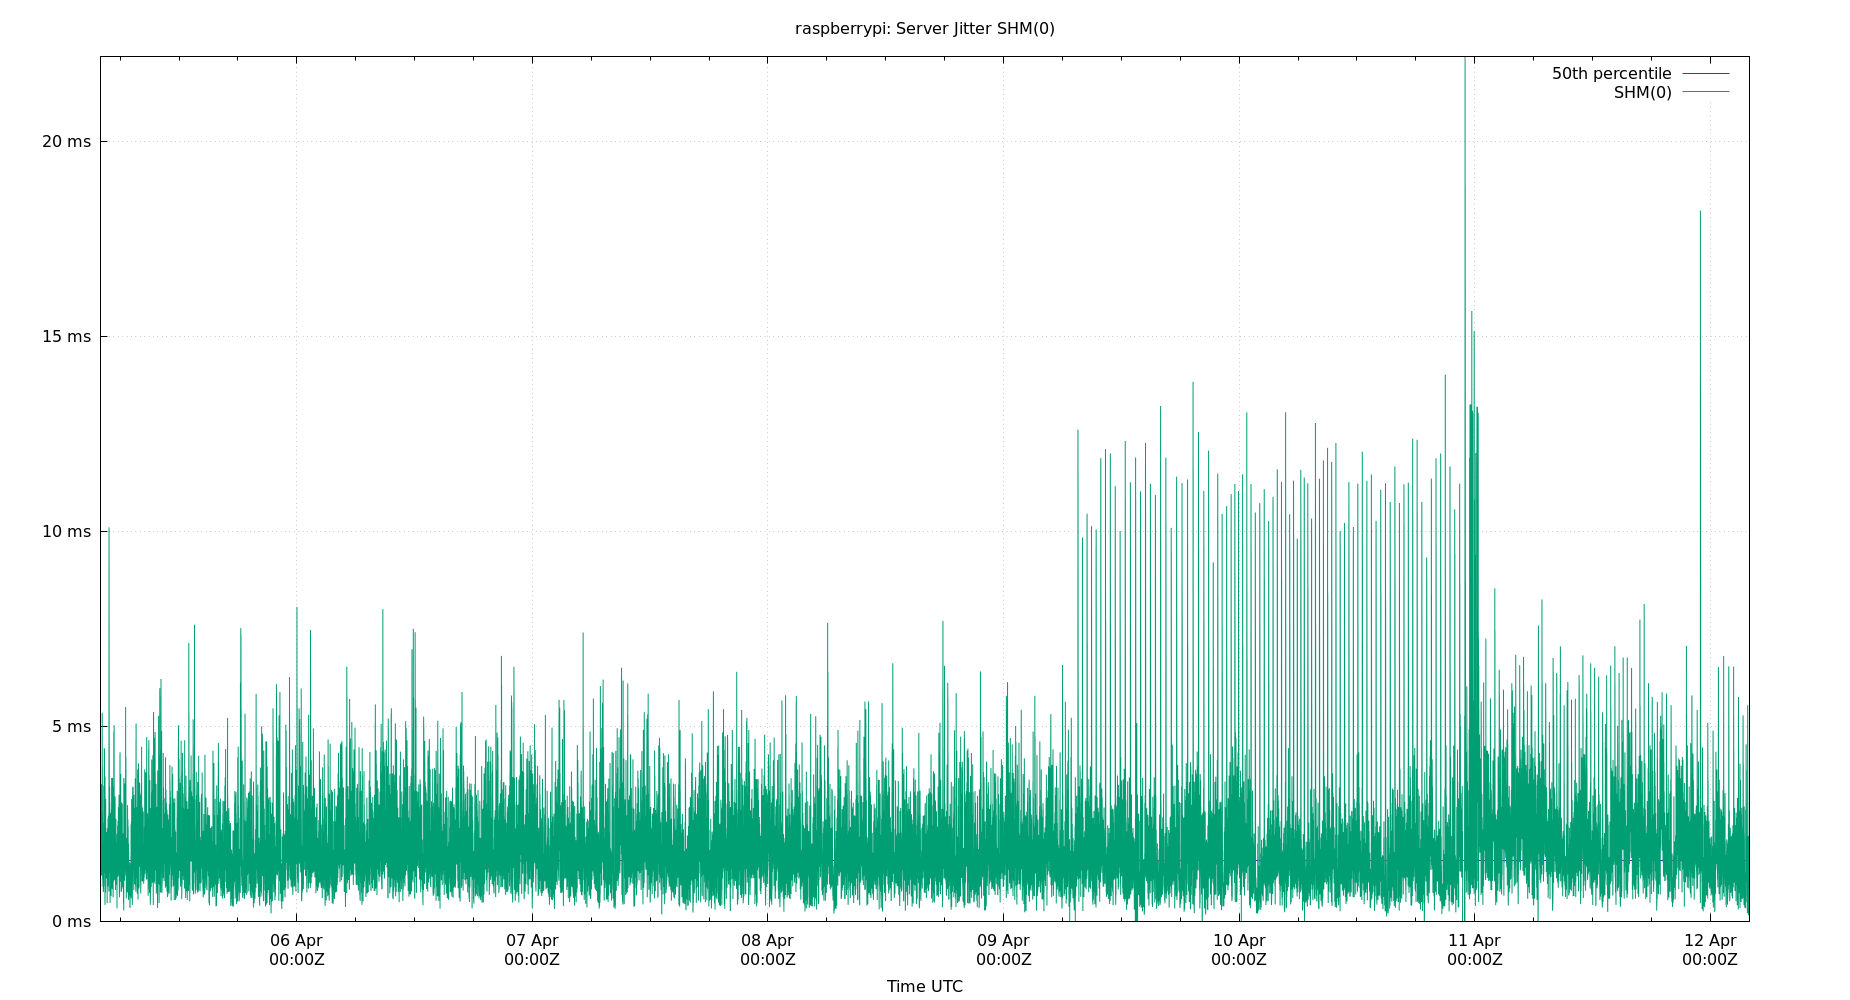 raspberrypi: Server Jitter SHM(0)
50th percentile
SHM(0)
20 ms
15 ms
10 ms
5 ms
0 ms
06 Apr
00:00Z
07 Apr
00:00Z
08 Apr
00:00Z
09 Apr
00:00Z
10 Apr
00:00Z
11 Apr
00:00Z
12 Apr
00:00Z
Time UTC